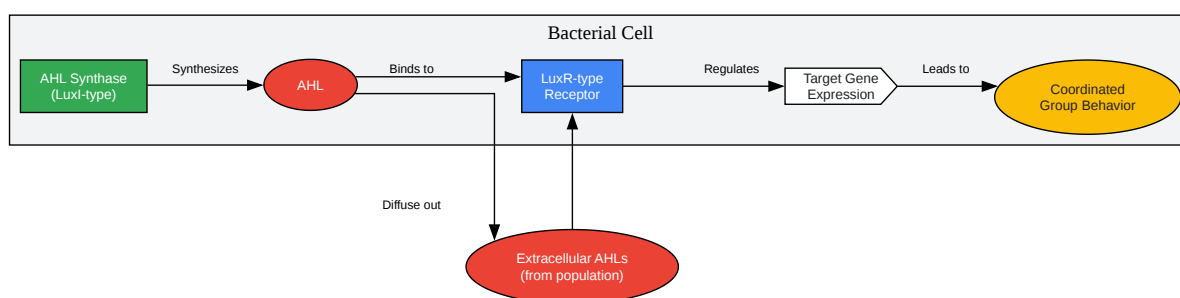 Bacterial Cell
AHL Synthase
(LuxI-type)
Synthesizes
AHL
Binds to
LuxR-type
Receptor
Regulates
Target Gene
Expression
Leads to
Coordinated
Group Behavior
Diffuse out
Extracellular AHLs
(from population)